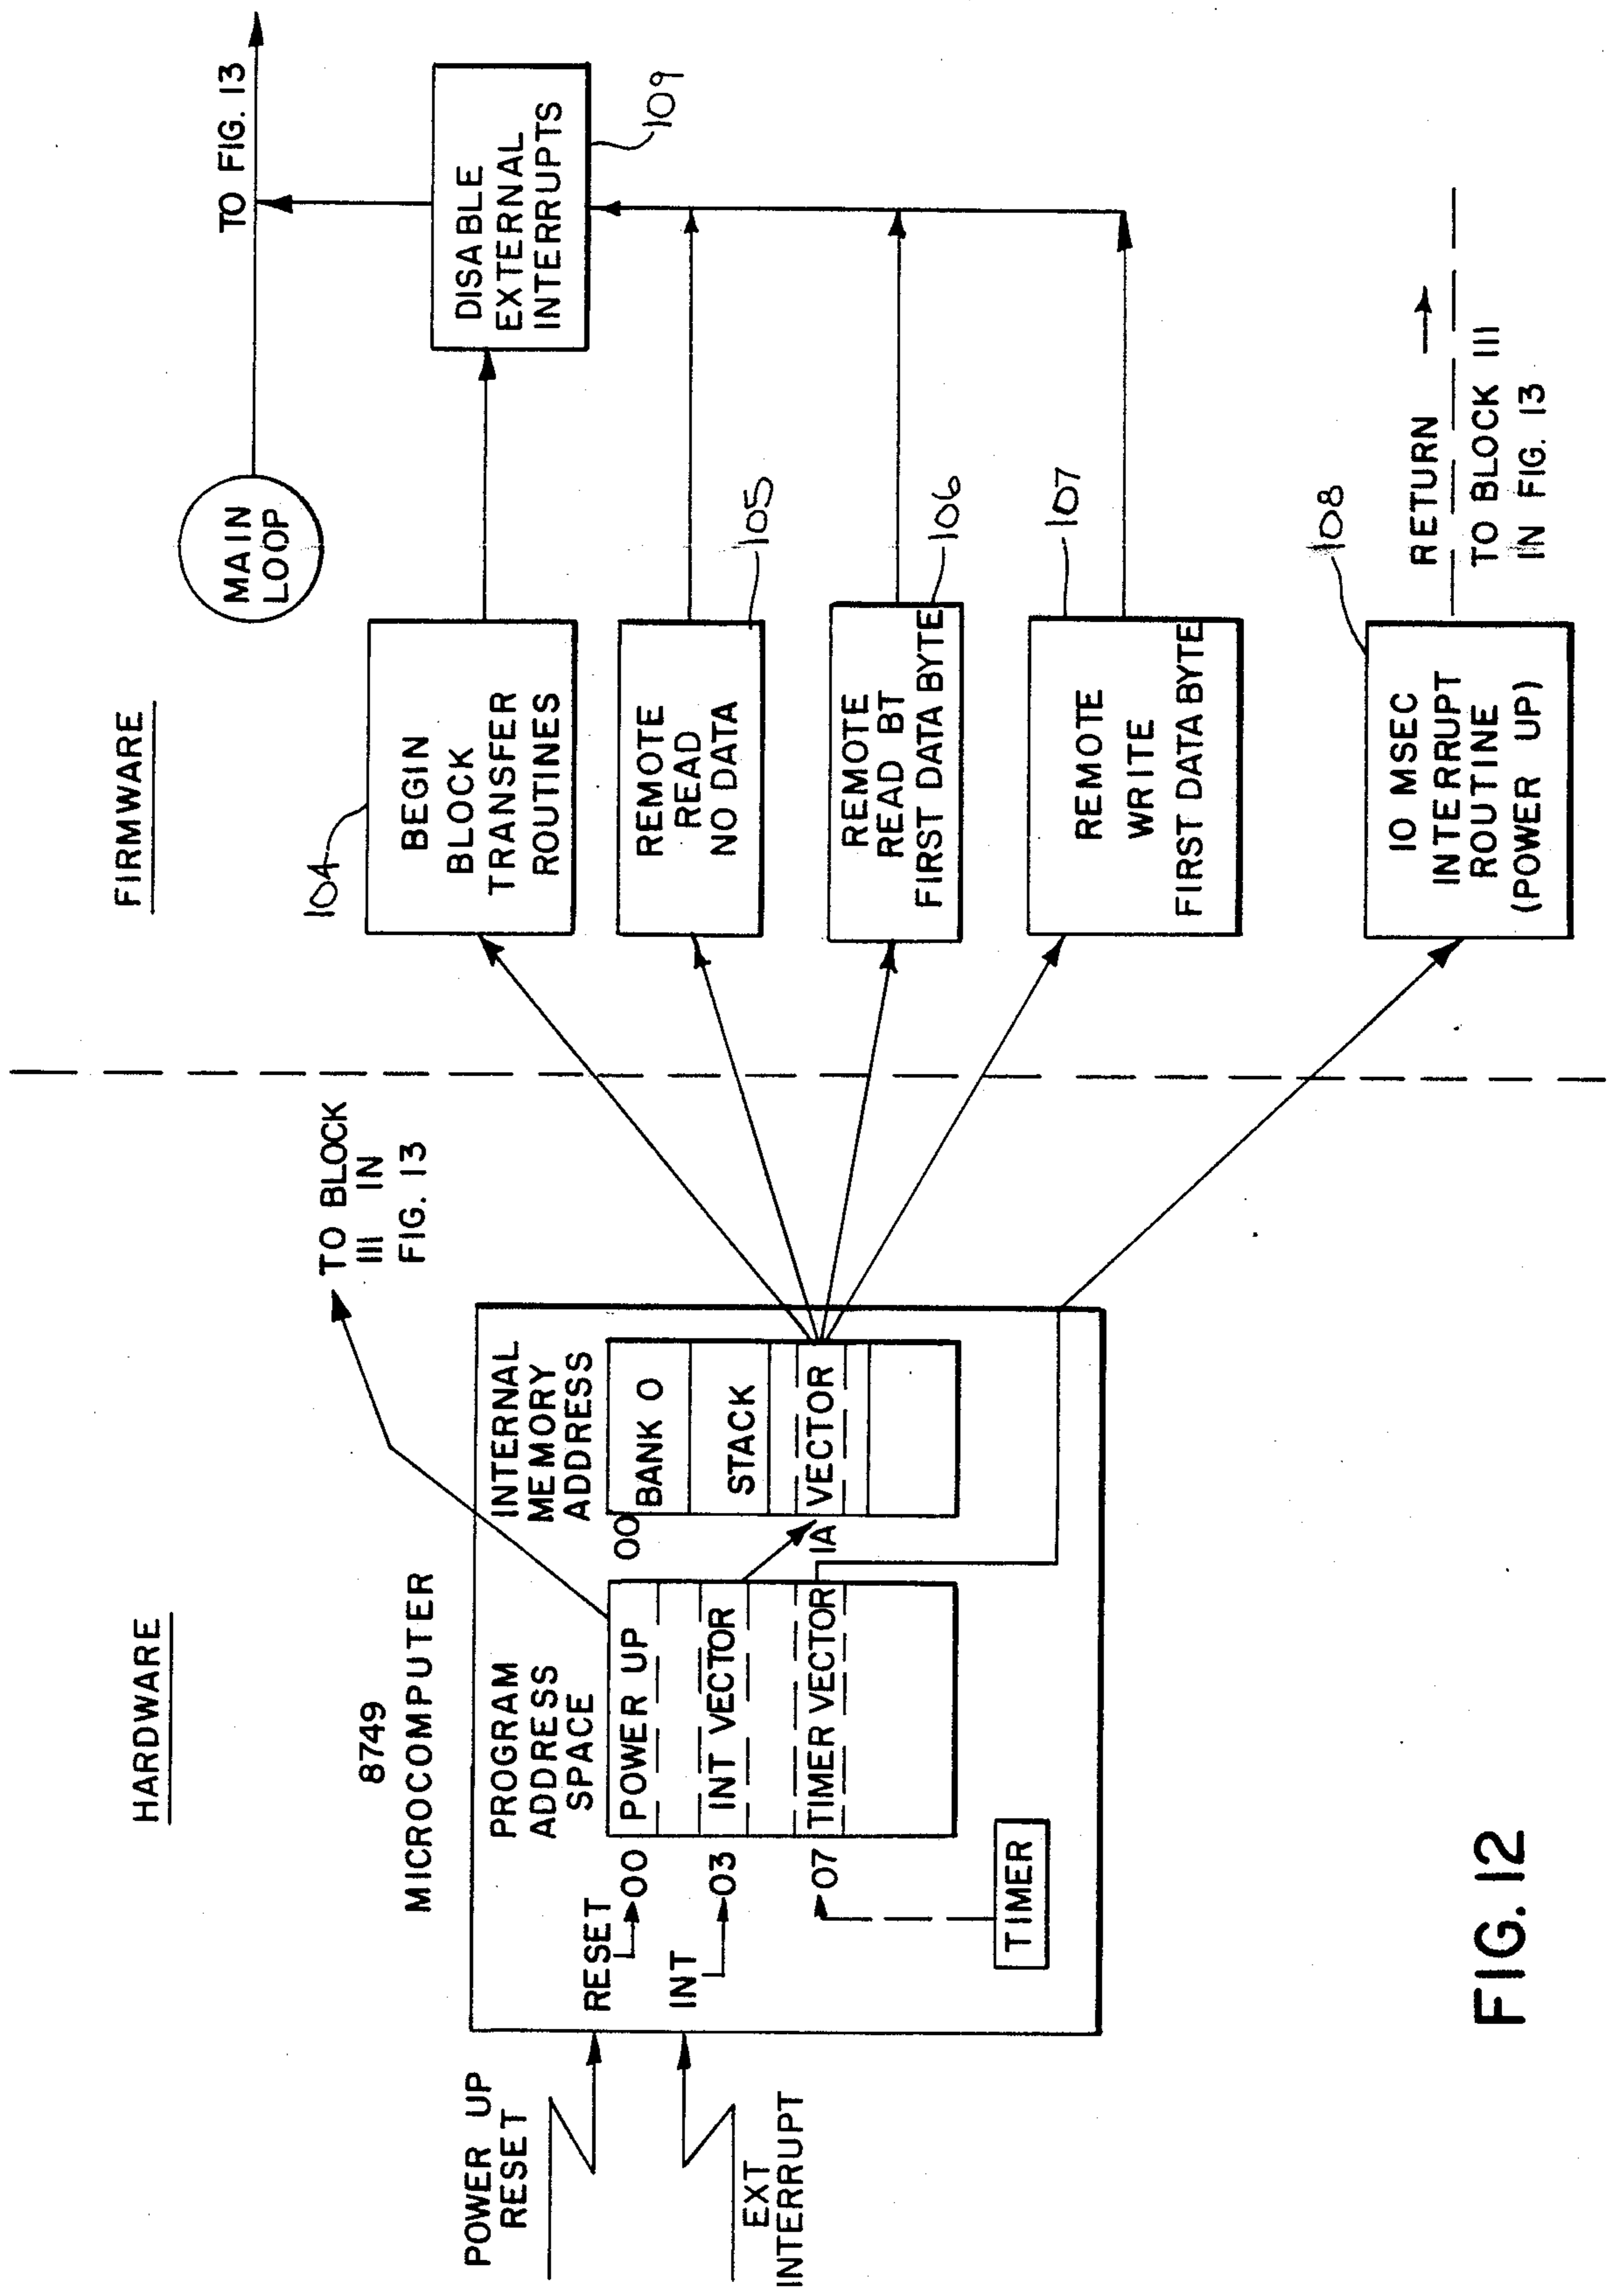 HARDWARE
FIRMWARE
8749
MICROCOMPUTER
POWER UP
RESET
EXT
INTERRUPT
RESET
INT
00
03
07
TIMER
PROGRAM
ADDRESS
SPACE
POWER UP
INT VECTOR
TIMER VECTOR
INTERNAL
MEMORY
ADDRESS
00
1A
BANK 0
STACK
VECTOR
TO BLOCK
111 IN
FIG. 13
MAIN
LOOP
TO FIG. 13
104
BEGIN
BLOCK
TRANSFER
ROUTINES
DISABLE
EXTERNAL
INTERRUPTS
109
REMOTE
READ
NO DATA
105
REMOTE
READ BT
FIRST DATA BYTE
106
REMOTE
WRITE
FIRST DATA BYTE
107
10 MSEC
INTERRUPT
ROUTINE
(POWER UP)
108
RETURN
TO BLOCK 111
IN FIG. 13
FIG. 12